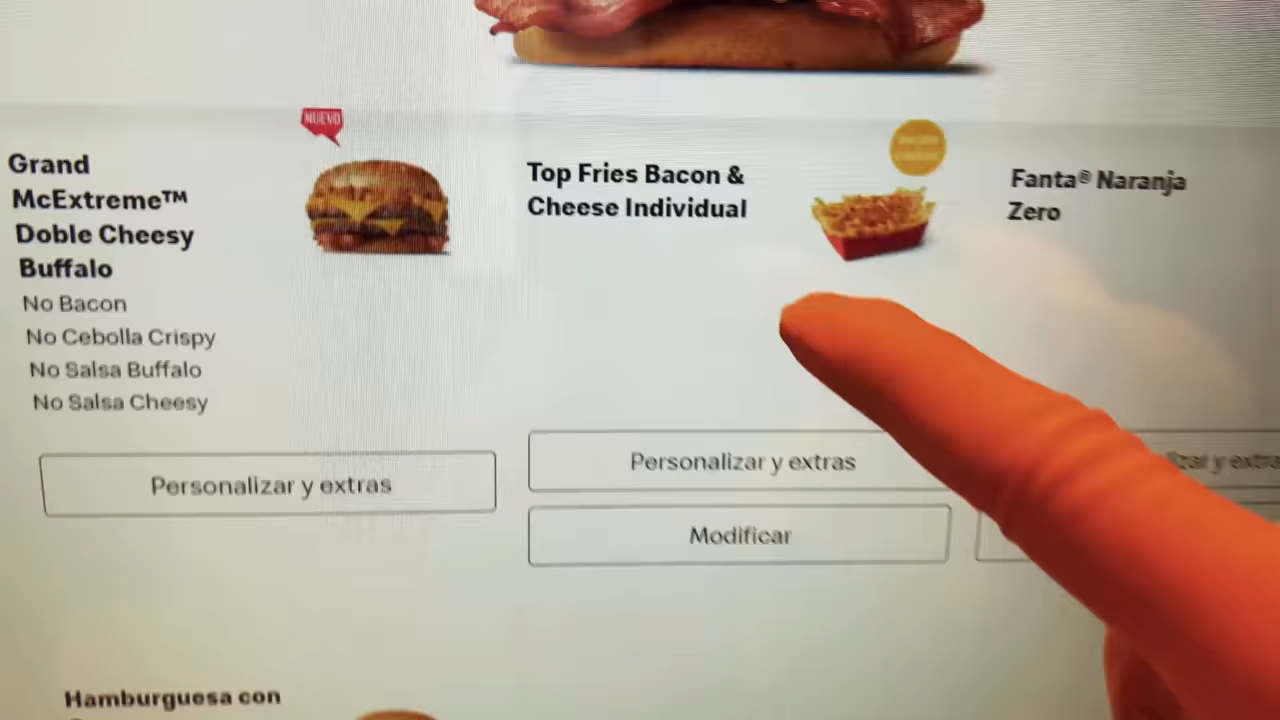 NUEVO
Grand
McExtreme™
Doble Cheesy
Buffalo
No Bacon
No Cebolla Crispy
No Salsa Buffalo
No Salsa Cheesy
Personalizar y extras
Top Fries Bacon &
Cheese Individual
Personalizar y extras
Modificar
Fanta® Naranja
Zero
y extras
Hamburguesa con